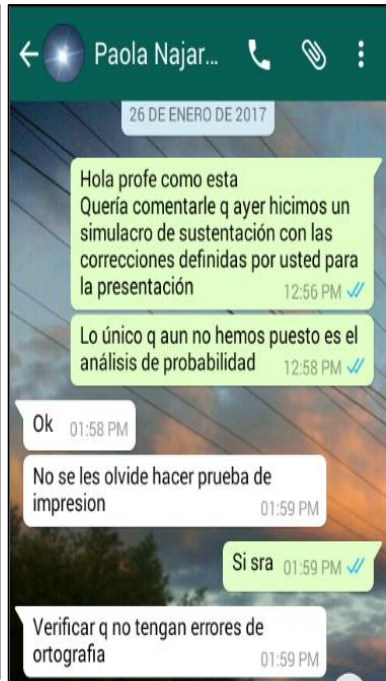 Paola Najar...
26 DE ENERO DE 2017
Hola profe como esta
Quería comentarle q ayer hicimos un
simulacro de sustentación con las
correcciones definidas por usted para
la presentación
12:56 PM
Lo único q aun no hemos puesto es el
análisis de probabilidad
12:58 PM
Ok 01:58 PM
No se les olvide hacer prueba de
impresion
01:59 PM
Si sra 01:59 PM
Verificar q no tengan errores de
ortografia
01:59 PM